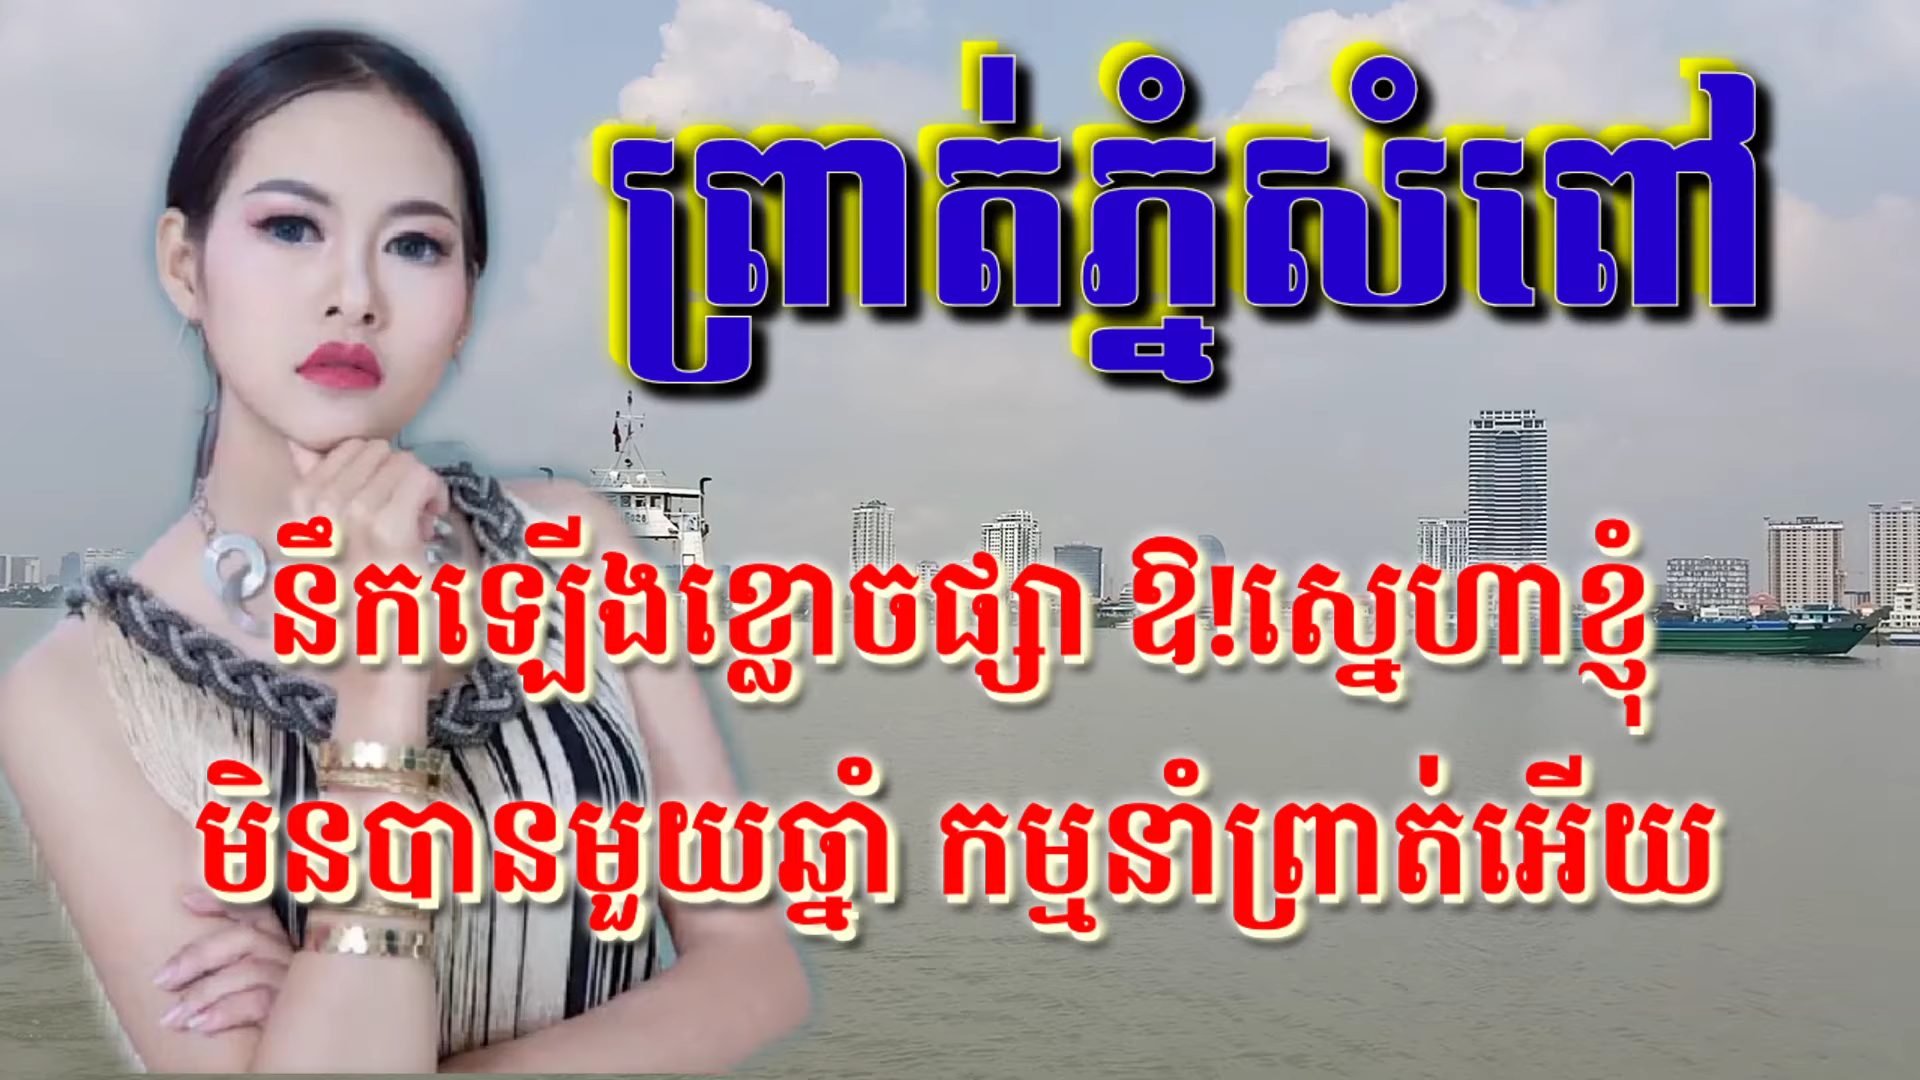 ព្រាត់ភ្នំសំពៅ
នឹកឡើងខ្លោចផ្សា ឱ!ស្នេហាខ្ញុំ
មិនបានមួយឆ្នាំ កម្មនាំព្រាត់អើយ